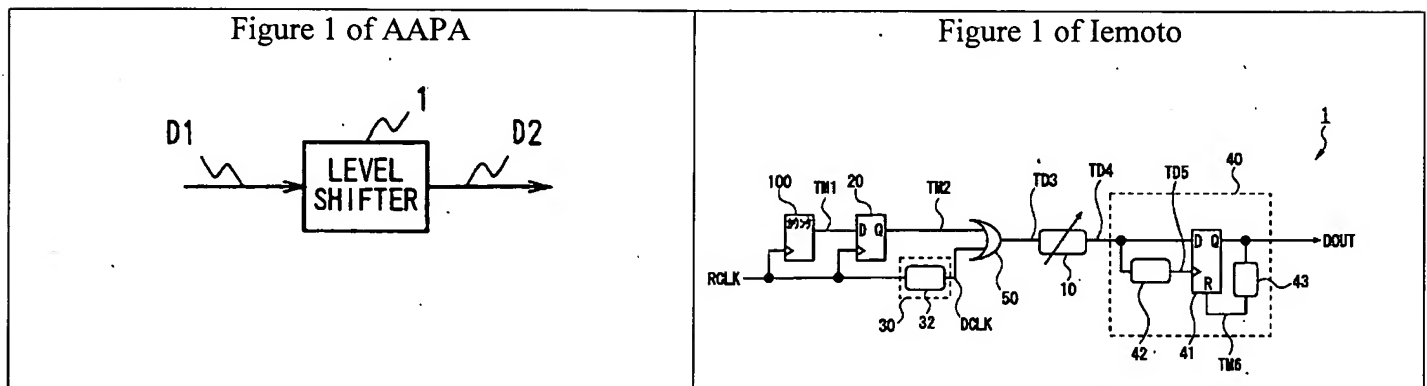 Figure 1 of AAPA
1
D1
D2
LEVEL
SHIFTER
Figure 1 of Iemoto
1
40
100
TM1
20
TM2
TD3
TD4
TD5
D Q
D Q
DOUT
RCLK
10
R
43
50
30
32
DCLK
42
41
TM6